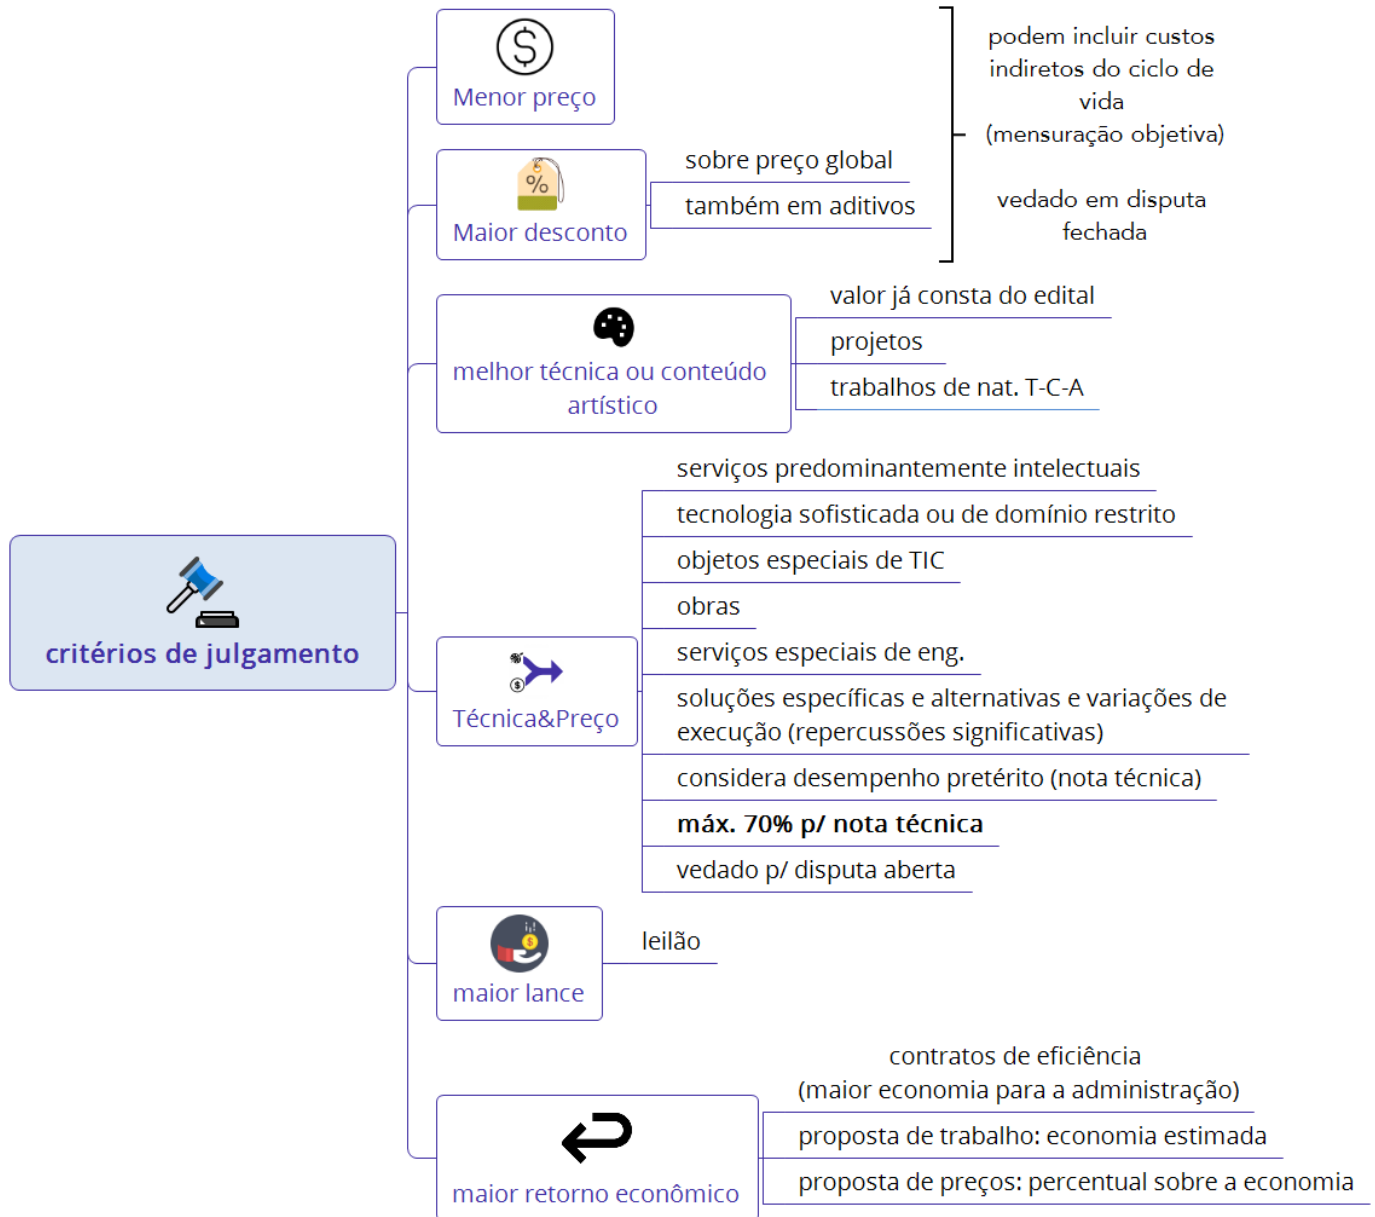 $
Menor preço
podem incluir custos
indiretos do ciclo de
vida
(mensuração objetiva)
vedado em disputa
fechada
%
Maior desconto
sobre preço global
também em aditivos
melhor técnica ou conteúdo
artístico
valor já consta do edital
projetos
trabalhos de nat. T-C-A
critérios de julgamento
$
Técnica&Preço
serviços predominantemente intelectuais
tecnologia sofisticada ou de domínio restrito
objetos especiais de TIC
obras
serviços especiais de eng.
soluções específicas e alternativas e variações de
execução (repercussões significativas)
considera desempenho pretérito (nota técnica)
máx. 70% p/ nota técnica
vedado p/ disputa aberta
$
maior lance
leilão
maior retorno econômico
contratos de eficiência
(maior economia para a administração)
proposta de trabalho: economia estimada
proposta de preços: percentual sobre a economia